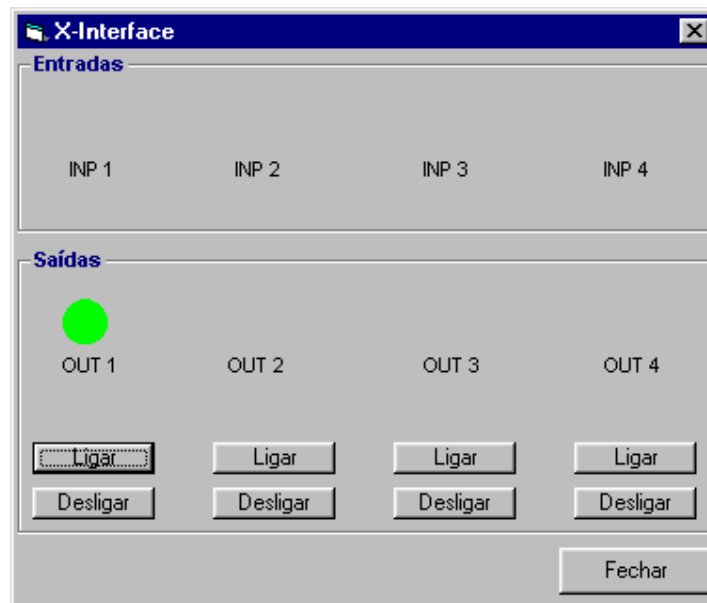 X-Interface
Entradas
INP 1 INP 2 INP 3 INP 4
Saídas
OUT 1 OUT 2 OUT 3 OUT 4
Ligar Ligar Ligar Ligar
Desligar Desligar Desligar Desligar
Fechar